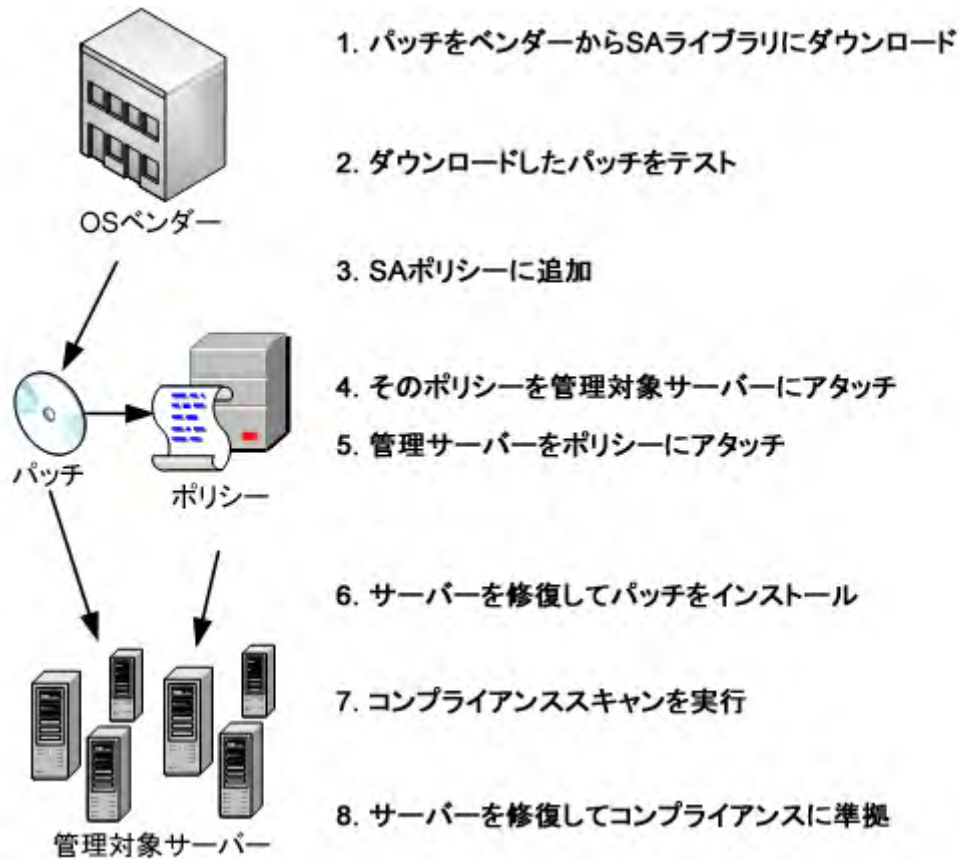 1. パッチをベンダーからSAライブラリにダウンロード
2. ダウンロードしたパッチをテスト
OSベンダー
3. SAポリシーに追加
4. そのポリシーを管理対象サーバーにアタッチ
5. 管理サーバーをポリシーにアタッチ
パッチ
ポリシー
6. サーバーを修復してパッチをインストール
7. コンプライアンススキャンを実行
8. サーバーを修復してコンプライアンスに準拠
管理対象サーバー